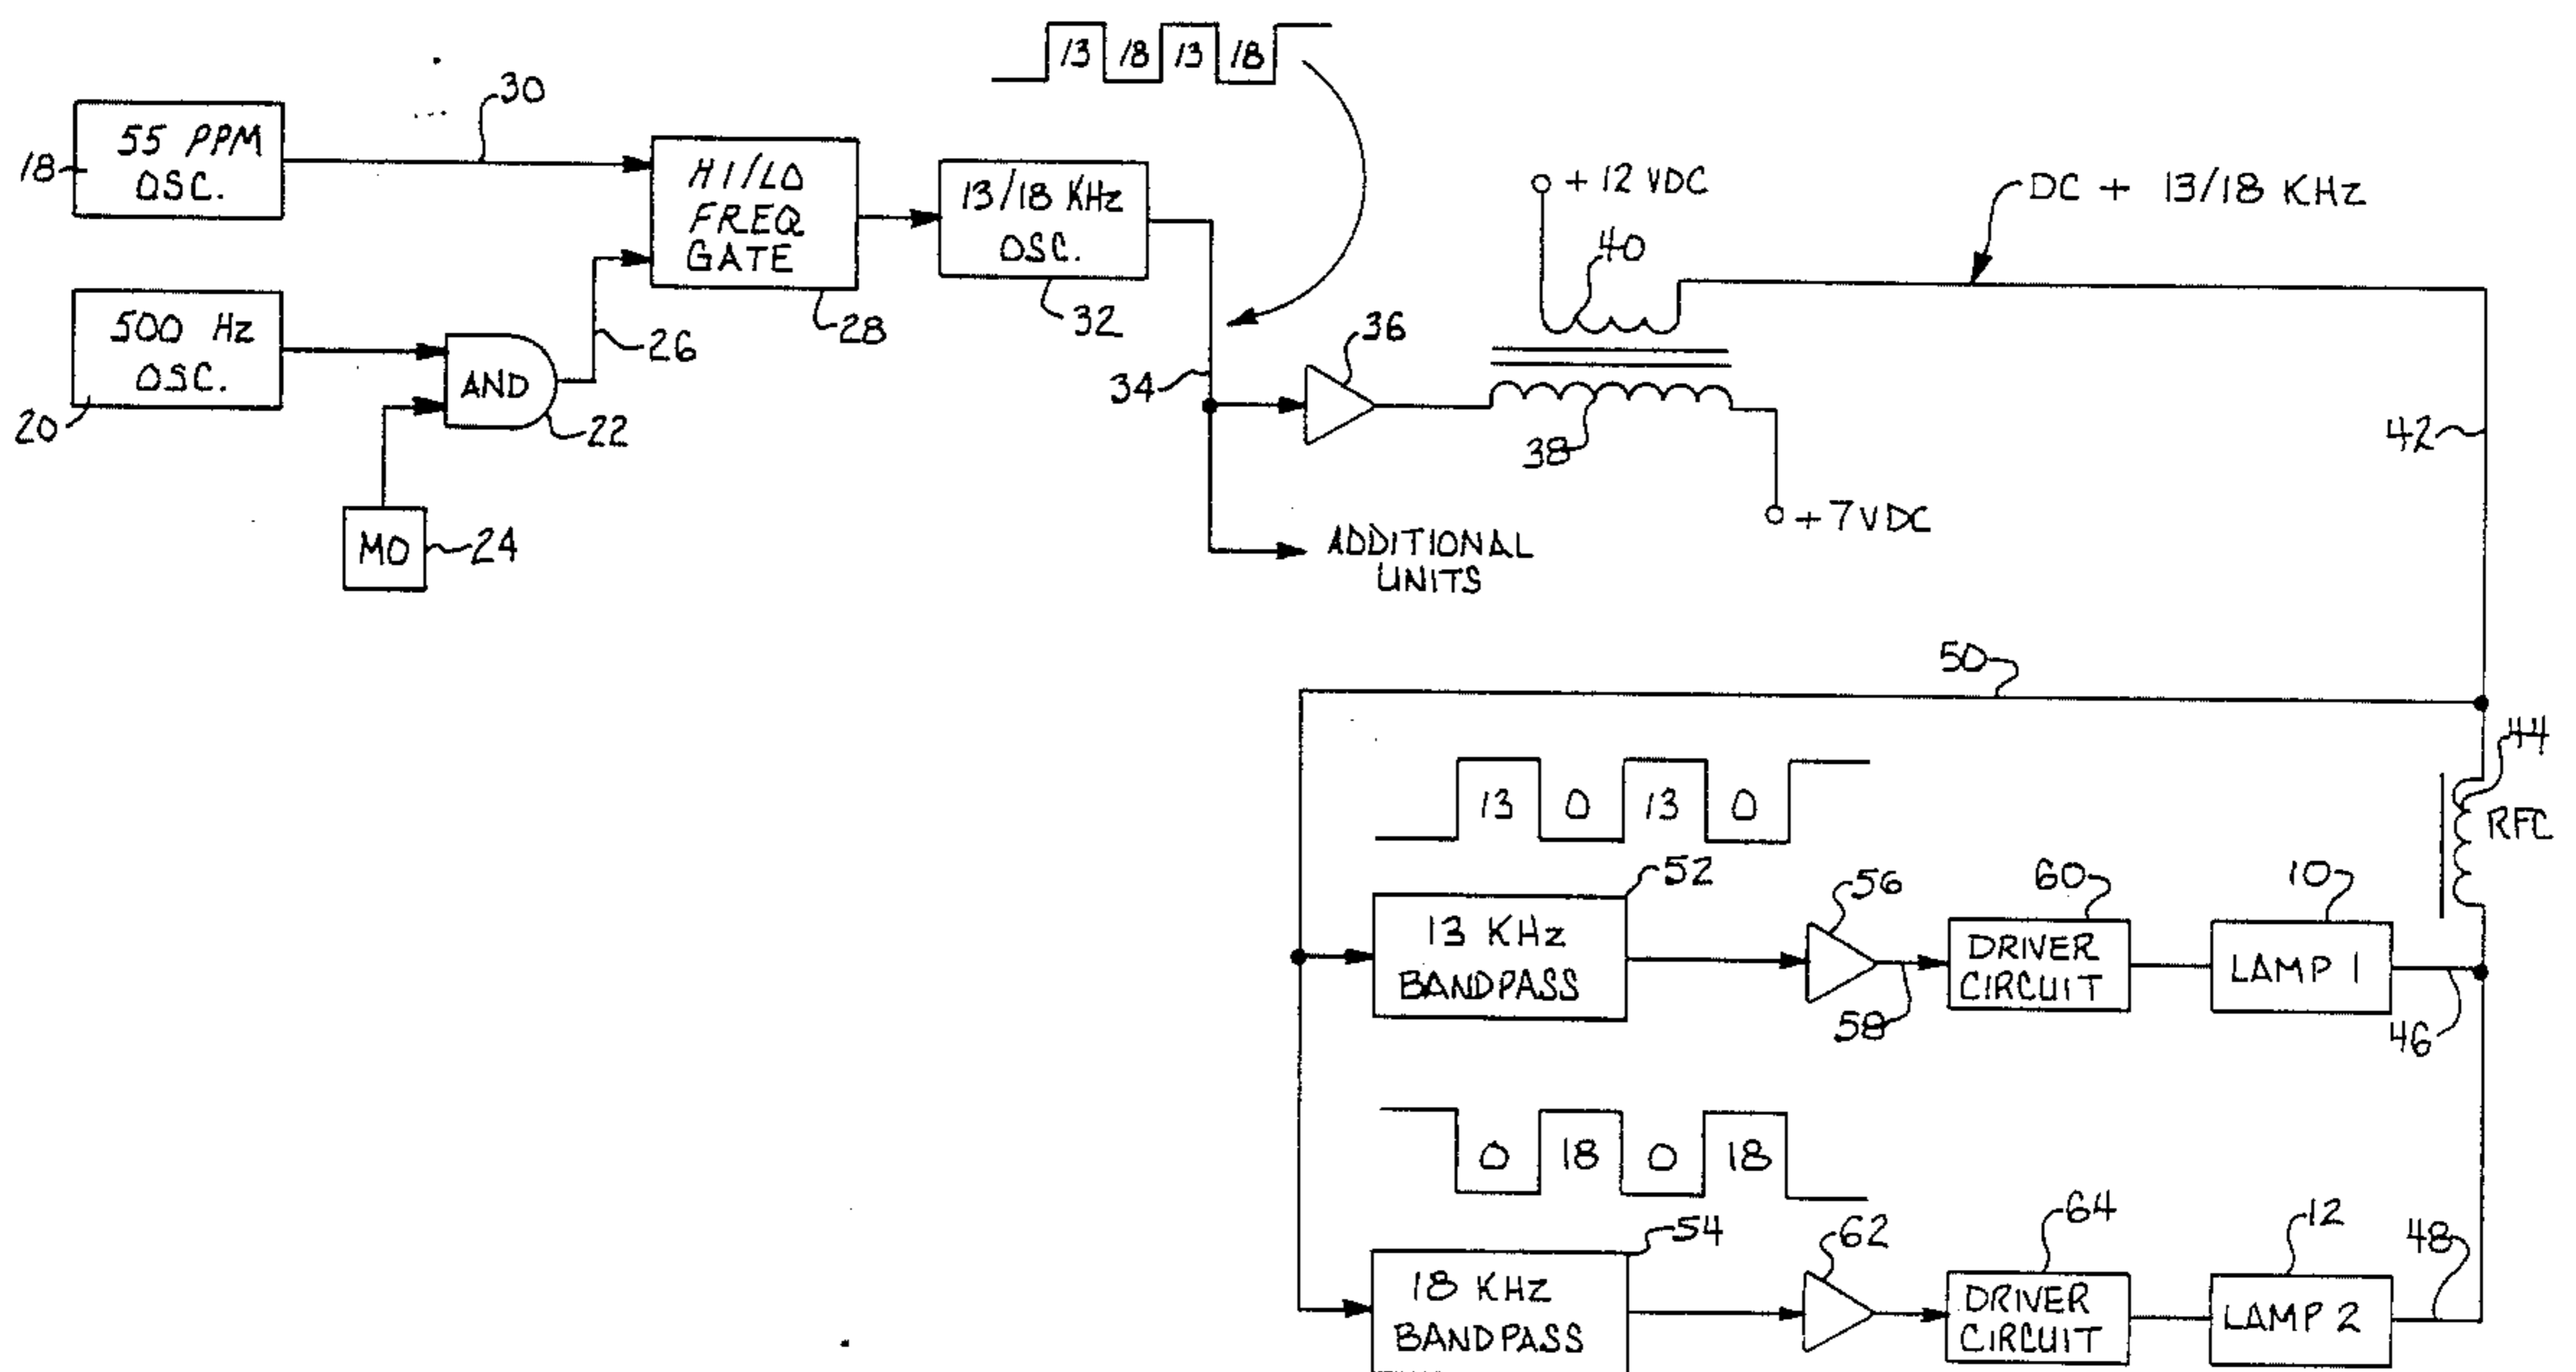 13 18 13 18
30
55 PPM
OSC.
18
HI/LO
FREQ
GATE
28
13/18 KHz
OSC.
32
+ 12 VDC
40
DC + 13/18 KHz
500 Hz
OSC.
20
AND
22
26
MO
24
34
36
38
+ 7 VDC
42
ADDITIONAL
UNITS
50
44
RFC
13 0 13 0
52
13 KHz
BANDPASS
56
58
60
DRIVER
CIRCUIT
10
LAMP 1
46
0 18 0 18
54
18 KHz
BANDPASS
62
64
DRIVER
CIRCUIT
12
LAMP 2
48